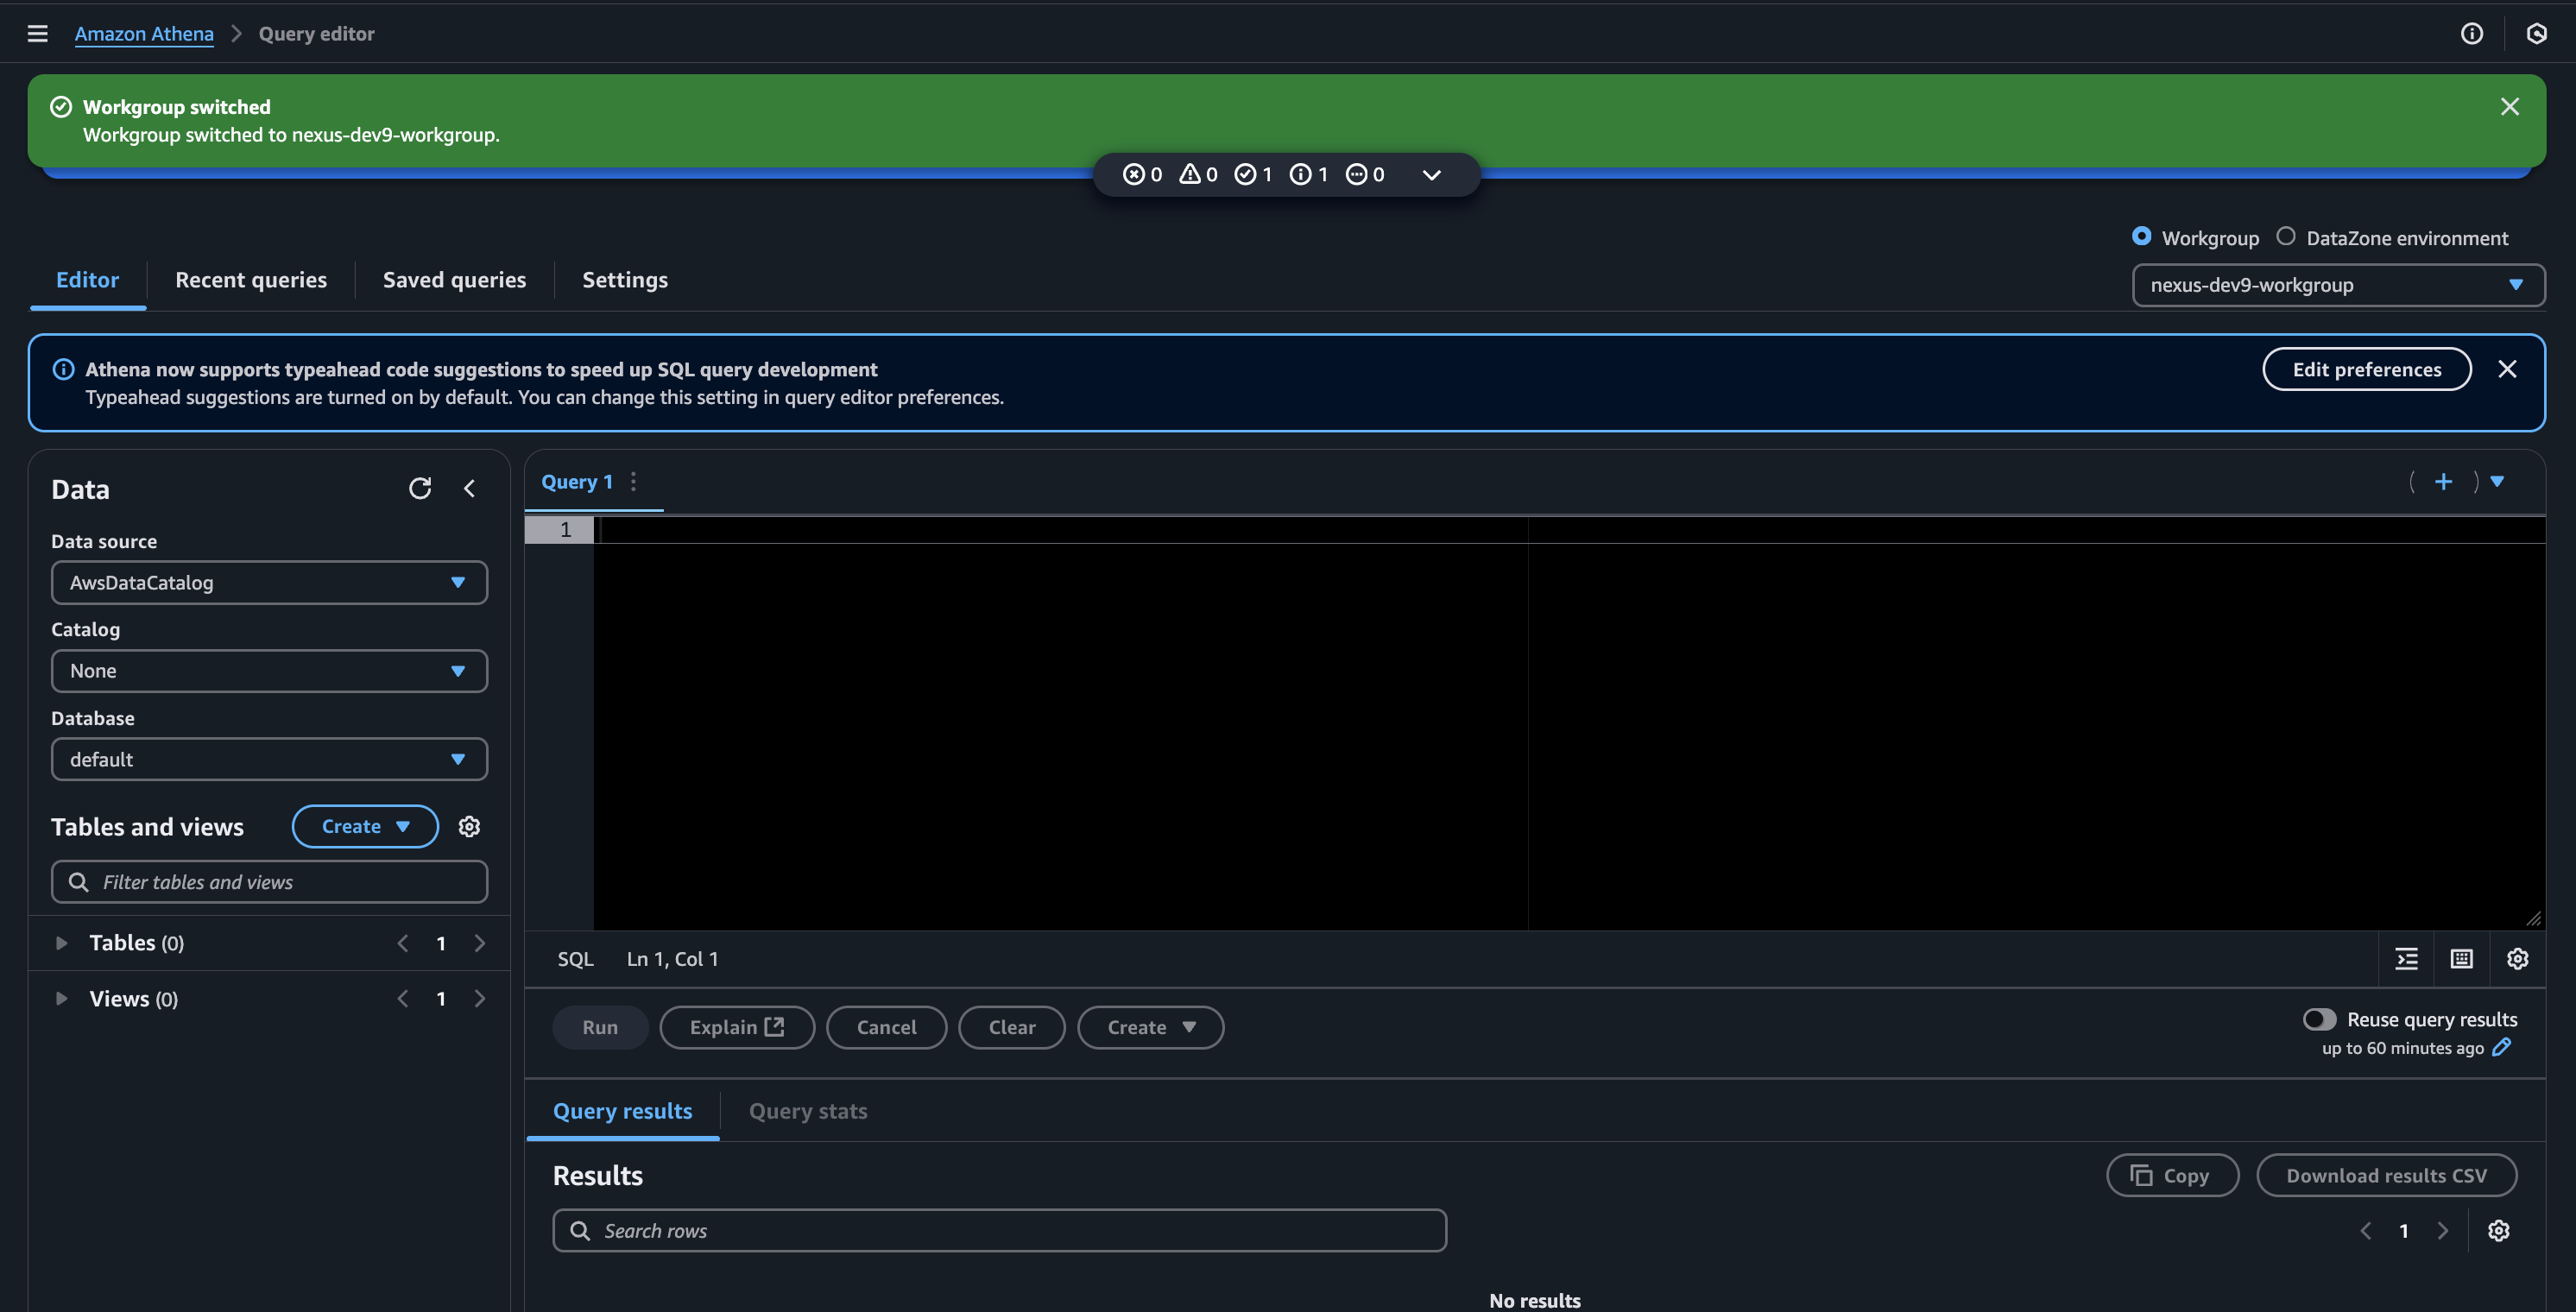 Amazon Athena
Query editor
Workgroup switched
Workgroup switched to nexus-dev9-workgroup.
0 0 1 1 0
Workgroup DataZone environment
Editor Recent queries Saved queries Settings
nexus-dev9-workgroup
Athena now supports typeahead code suggestions to speed up SQL query development
Typeahead suggestions are turned on by default. You can change this setting in query editor preferences.
Edit preferences
Data
Data source
AwsDataCatalog
Catalog
None
Database
default
Tables and views
Create
Filter tables and views
Tables (0) 1
Views (0) 1
Query 1
1
SQL Ln 1, Col 1
Run Explain Cancel Clear Create
Reuse query results
up to 60 minutes ago
Query results Query stats
Results
Copy Download results CSV
Search rows
1
No results